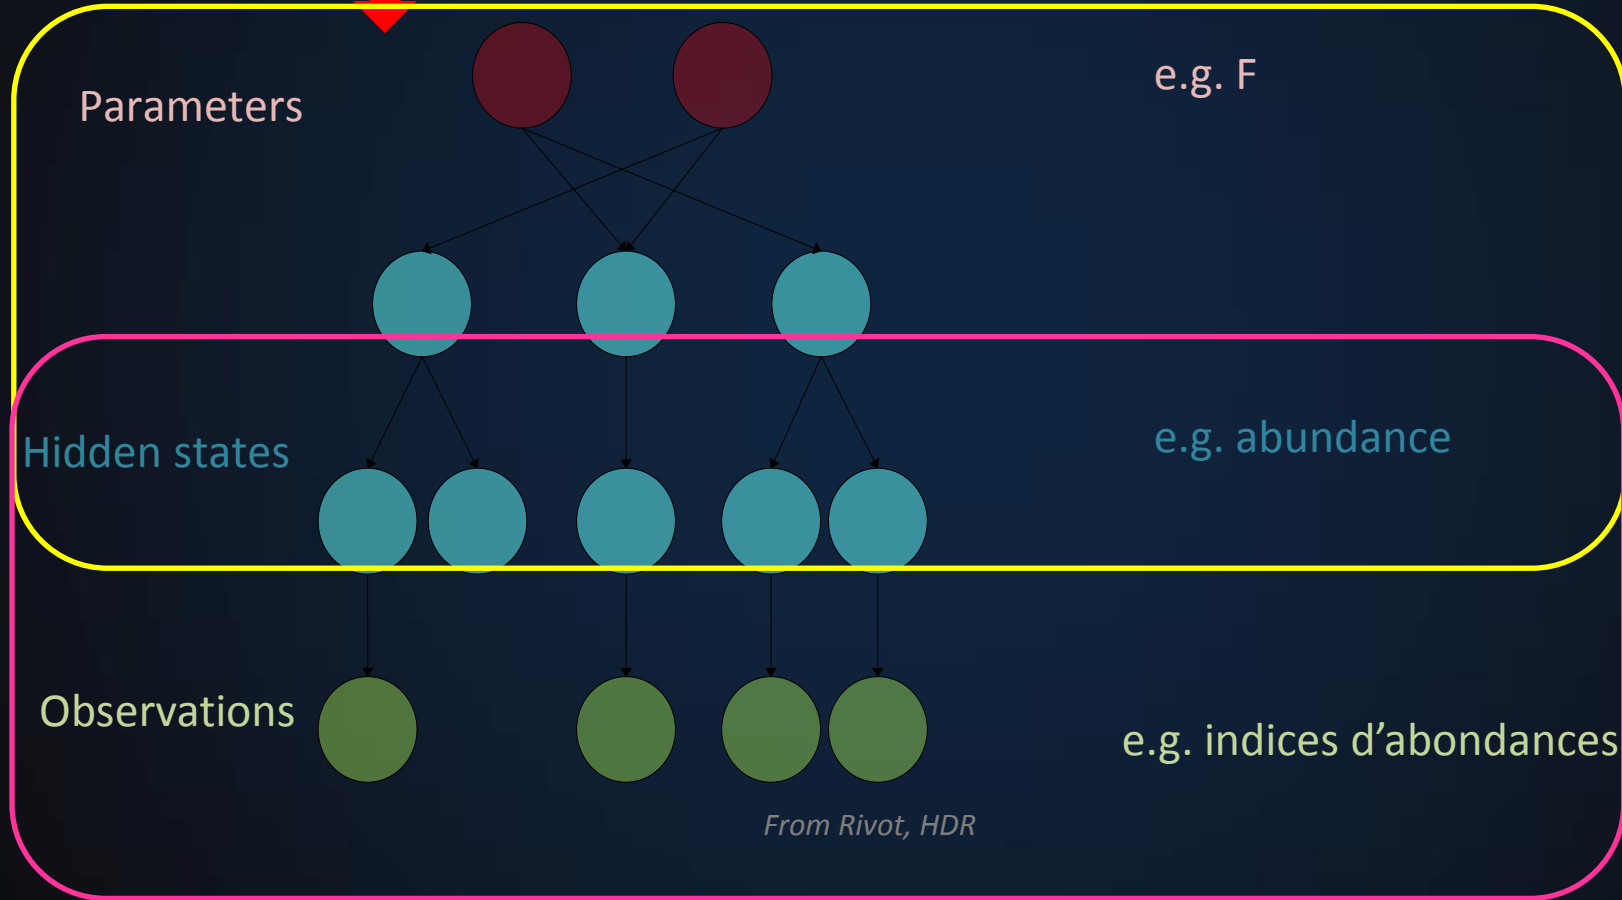 Parameters
e.g. F
Hidden states
e.g. abundance
Observations
e.g. indices d’abondances
From Rivot, HDR